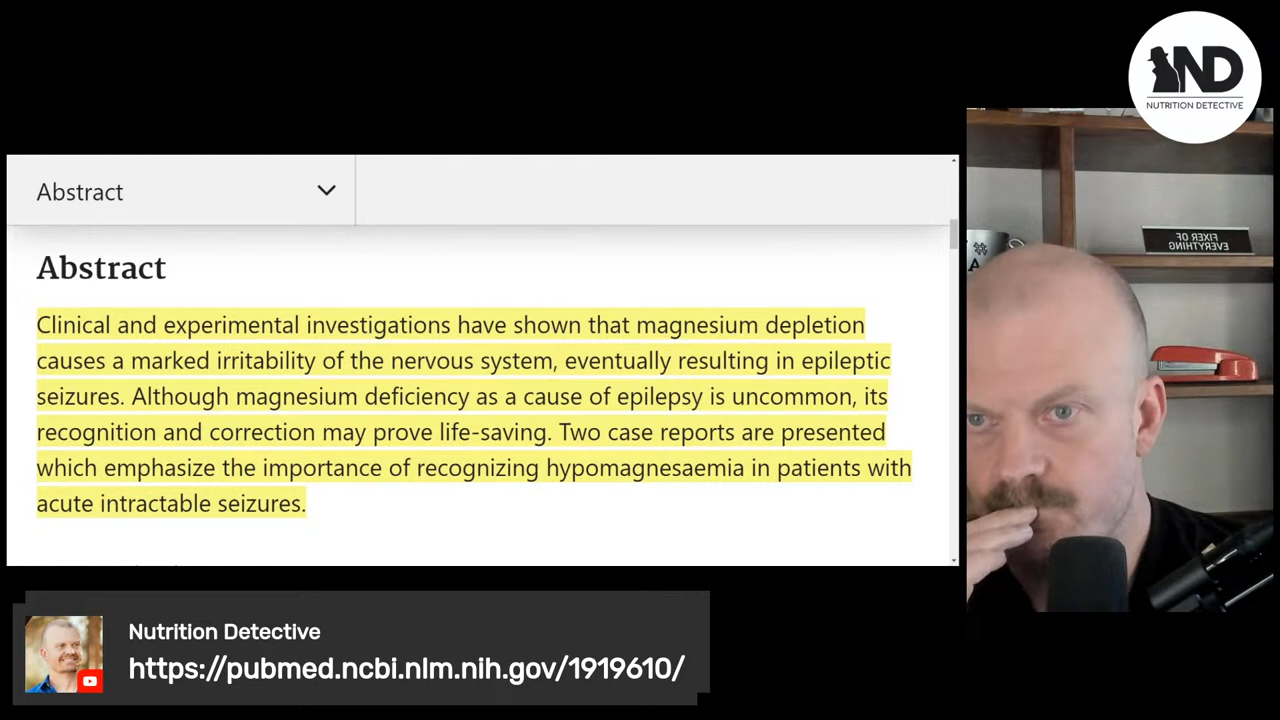 ND
NUTRITION DETECTIVE
Abstract
Abstract
Clinical and experimental investigations have shown that magnesium depletion
causes a marked irritability of the nervous system, eventually resulting in epileptic
seizures. Although magnesium deficiency as a cause of epilepsy is uncommon, its
recognition and correction may prove life-saving. Two case reports are presented
which emphasize the importance of recognizing hypomagnesaemia in patients with
acute intractable seizures.
FIXER OF
EVERYTHING
Nutrition Detective
https://pubmed.ncbi.nlm.nih.gov/1919610/